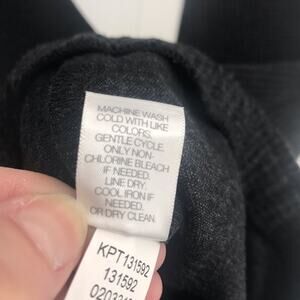 MACHINE WASH
COLD WITH LIKE
COLORS.
GENTLE CYCLE.
ONLY NON-
CHLORINE BLEACH
IF NEEDED.
LINE DRY.
COOL IRON IF
NEEDED.
OR DRY CLEAN.
KPT131592
131592